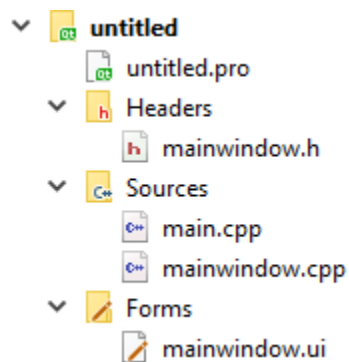 untitled
untitled.pro
Headers
mainwindow.h
Sources
main.cpp
mainwindow.cpp
Forms
mainwindow.ui